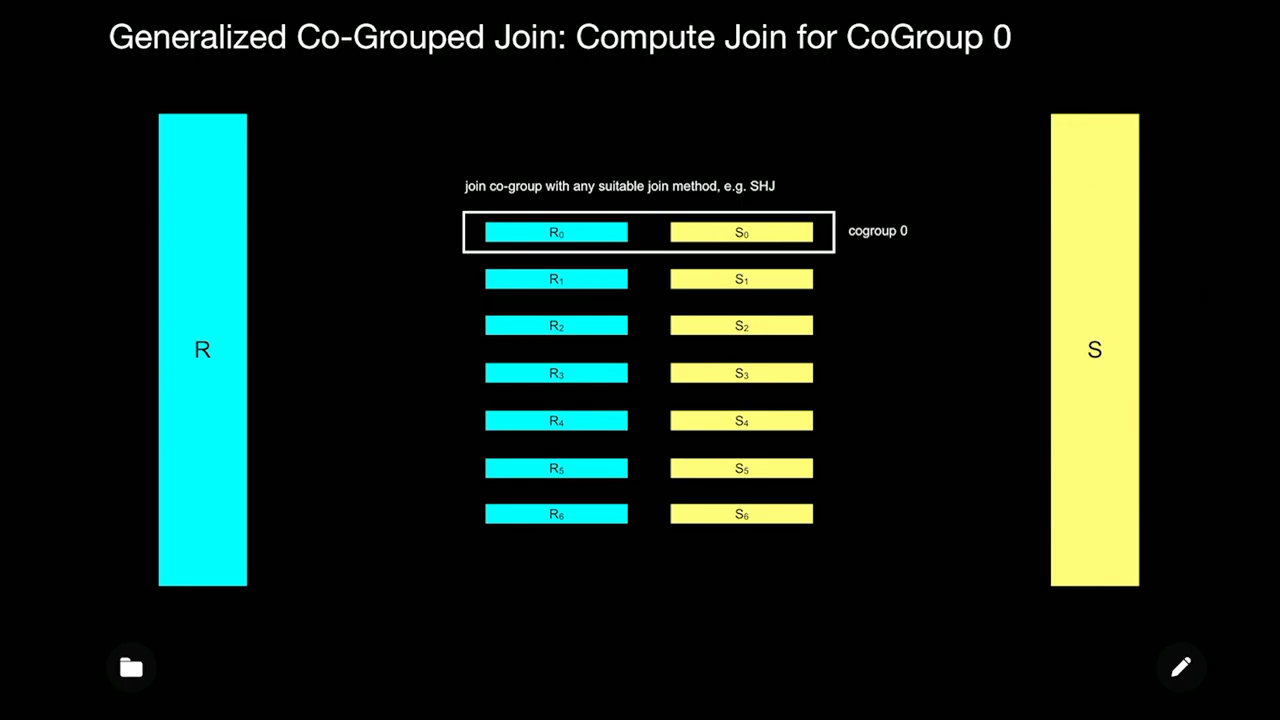 Generalized Co-Grouped Join: Compute Join for CoGroup 0
join co-group with any suitable join method, e.g. SHJ
R₀ S₀ cogroup 0
R₁ S₁
R₂ S₂
R S
R₃ S₃
R₄ S₄
R₅ S₅
R₆ S₆